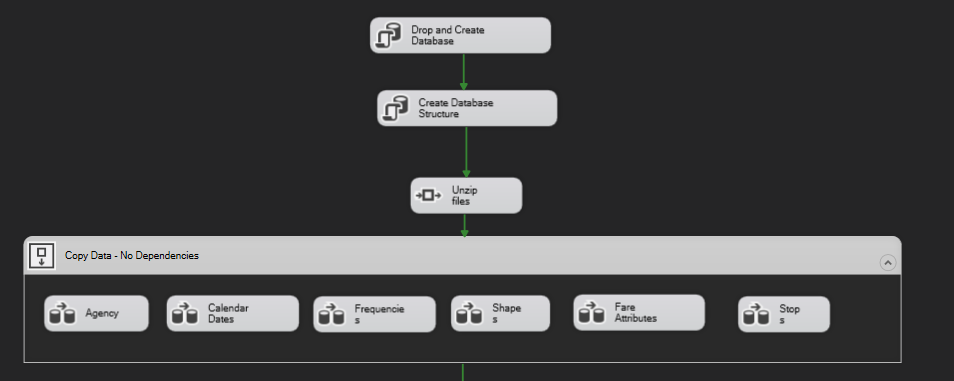 Drop and Create
Database
Create Database
Structure
Unzip
files
Copy Data - No Dependencies
Agency
Calendar
Dates
Frequencie
s
Shape
s
Fare
Attributes
Stop
s